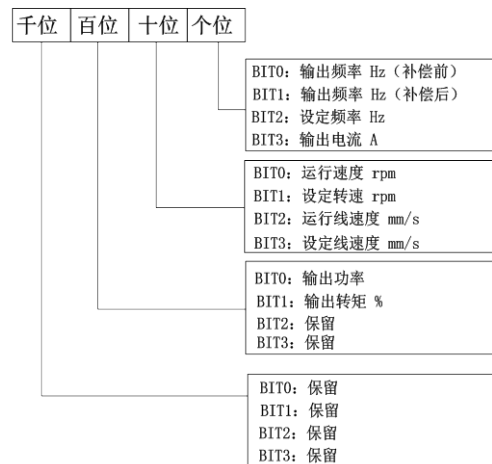 千位 百位 十位 个位
BIT0: 输出频率 Hz（补偿前）
BIT1: 输出频率 Hz（补偿后）
BIT2: 设定频率 Hz
BIT3: 输出电流 A
BIT0: 运行速度 rpm
BIT1: 设定转速 rpm
BIT2: 运行线速度 mm/s
BIT3: 设定线速度 mm/s
BIT0: 输出功率
BIT1: 输出转矩 %
BIT2: 保留
BIT3: 保留
BIT0: 保留
BIT1: 保留
BIT2: 保留
BIT3: 保留